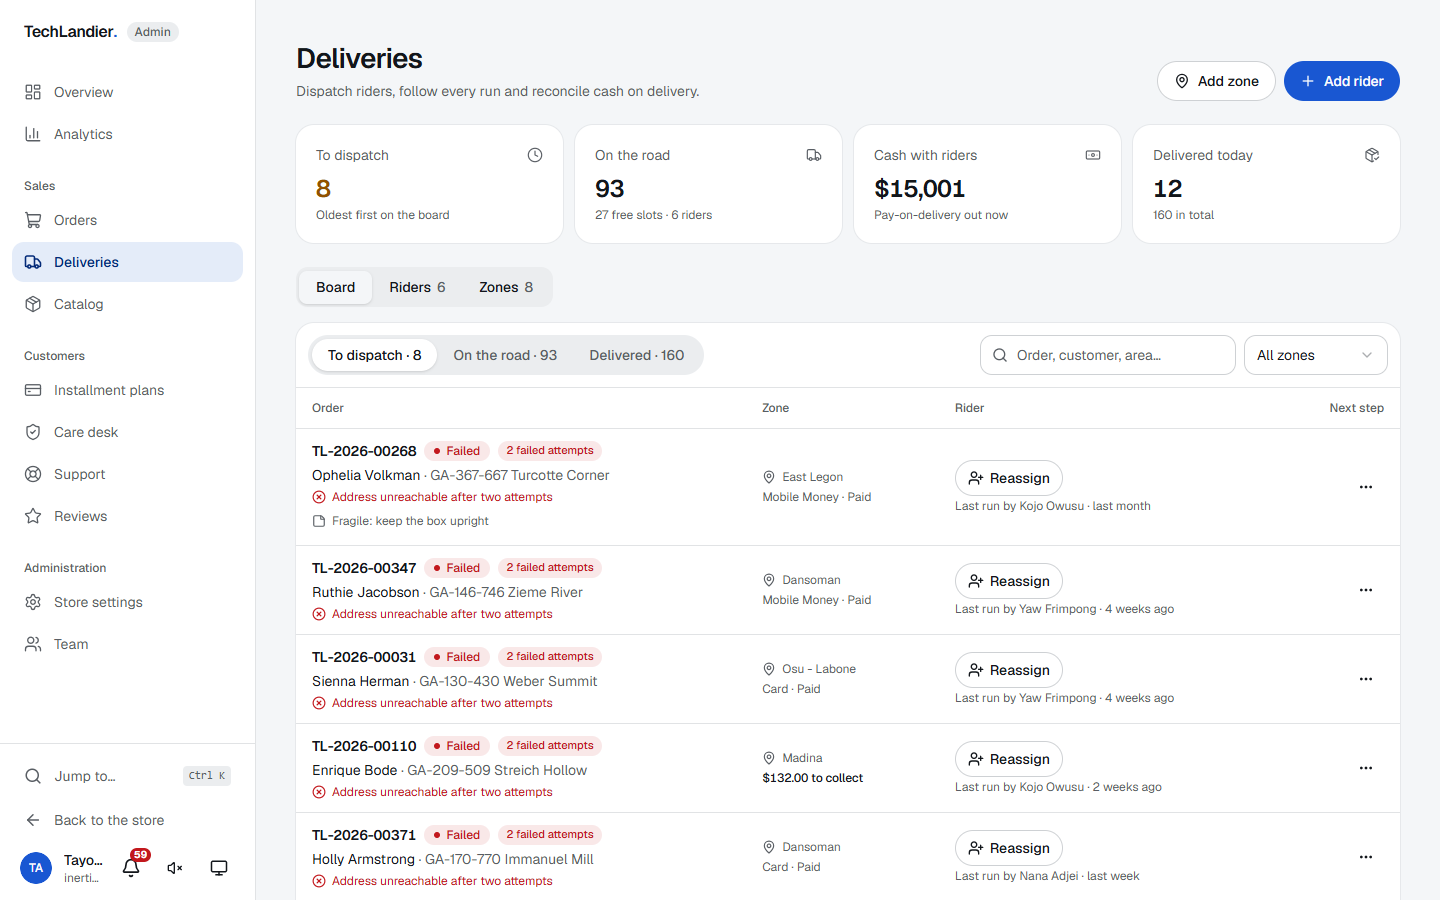 TechLandier. Admin
Overview
Analytics
Sales
Orders
Deliveries
Catalog
Customers
Installment plans
Care desk
Support
Reviews
Administration
Store settings
Team
Jump to... Ctrl K
Back to the store
TA Tayo... 59
inerti...
Deliveries
Dispatch riders, follow every run and reconcile cash on delivery.
Add zone
Add rider
To dispatch
8
Oldest first on the board
On the road
93
27 free slots · 6 riders
Cash with riders
$15,001
Pay-on-delivery out now
Delivered today
12
160 in total
Board Riders 6 Zones 8
To dispatch · 8 On the road · 93 Delivered · 160
Order, customer, area...
All zones
Order Zone Rider Next step
TL-2026-00268 Failed 2 failed attempts
Ophelia Volkman · GA-367-667 Turcotte Corner
Address unreachable after two attempts
Fragile: keep the box upright
East Legon
Mobile Money · Paid
Reassign
Last run by Kojo Owusu · last month
TL-2026-00347 Failed 2 failed attempts
Ruthie Jacobson · GA-146-746 Zieme River
Address unreachable after two attempts
Dansoman
Mobile Money · Paid
Reassign
Last run by Yaw Frimpong · 4 weeks ago
TL-2026-00031 Failed 2 failed attempts
Sienna Herman · GA-130-430 Weber Summit
Address unreachable after two attempts
Osu - Labone
Card · Paid
Reassign
Last run by Yaw Frimpong · 4 weeks ago
TL-2026-00110 Failed 2 failed attempts
Enrique Bode · GA-209-509 Streich Hollow
Address unreachable after two attempts
Madina
$132.00 to collect
Reassign
Last run by Kojo Owusu · 2 weeks ago
TL-2026-00371 Failed 2 failed attempts
Holly Armstrong · GA-170-770 Immanuel Mill
Address unreachable after two attempts
Dansoman
Card · Paid
Reassign
Last run by Nana Adjei · last week